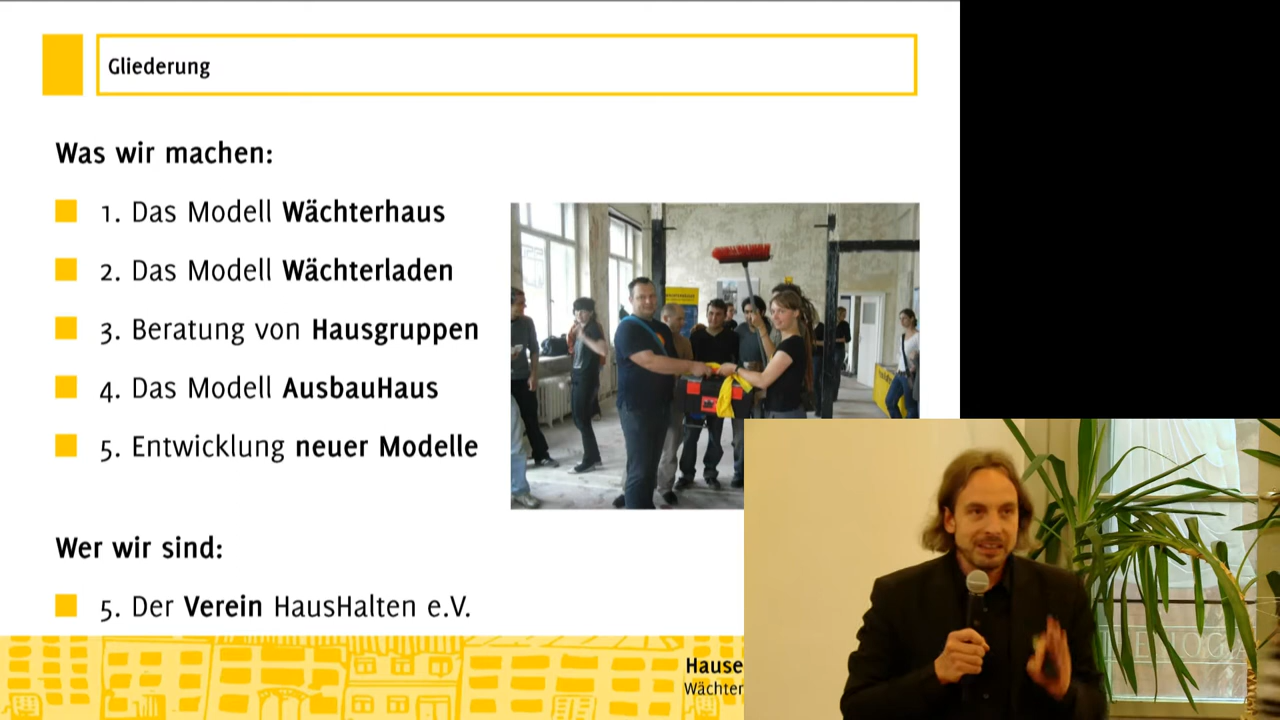 Gliederung
Was wir machen:
1. Das Modell Wächterhaus
2. Das Modell Wächterladen
3. Beratung von Hausgruppen
4. Das Modell AusbauHaus
5. Entwicklung neuer Modelle
Wer wir sind:
5. Der Verein HausHalten e.V.
Hause
Wächter